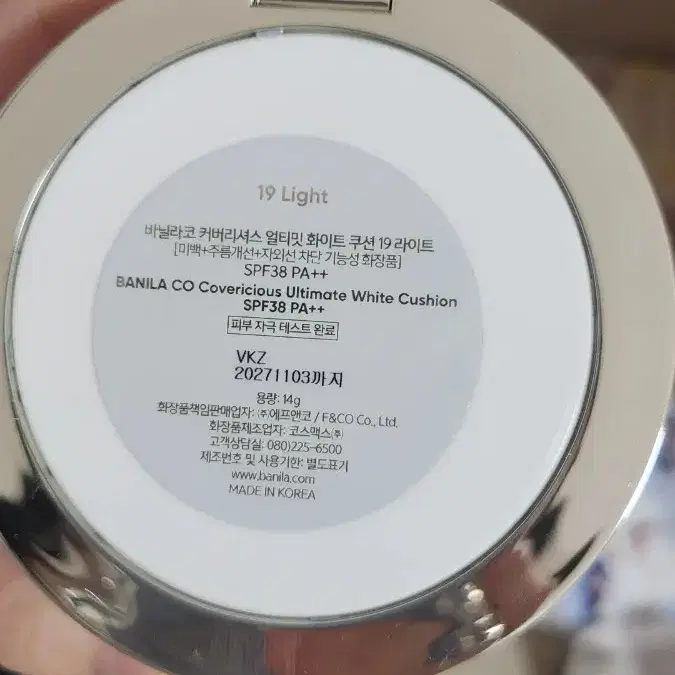 19 Light
바닐라코 커버리셔스 얼티밋 화이트 쿠션 19 라이트
[미백+주름개선+자외선 차단 기능성 화장품]
SPF38 PA++
BANILA CO Covericious Ultimate White Cushion
SPF38 PA++
피부 자극 테스트 완료
VKZ
20271103까지
용량: 14g
화장품책임판매업자: ㈜에프앤코 / F&CO Co., Ltd.
화장품제조업자: 코스맥스㈜
고객상담실: 080)225-6500
제조번호 및 사용기한: 별도표기
www.banila.com
MADE IN KOREA